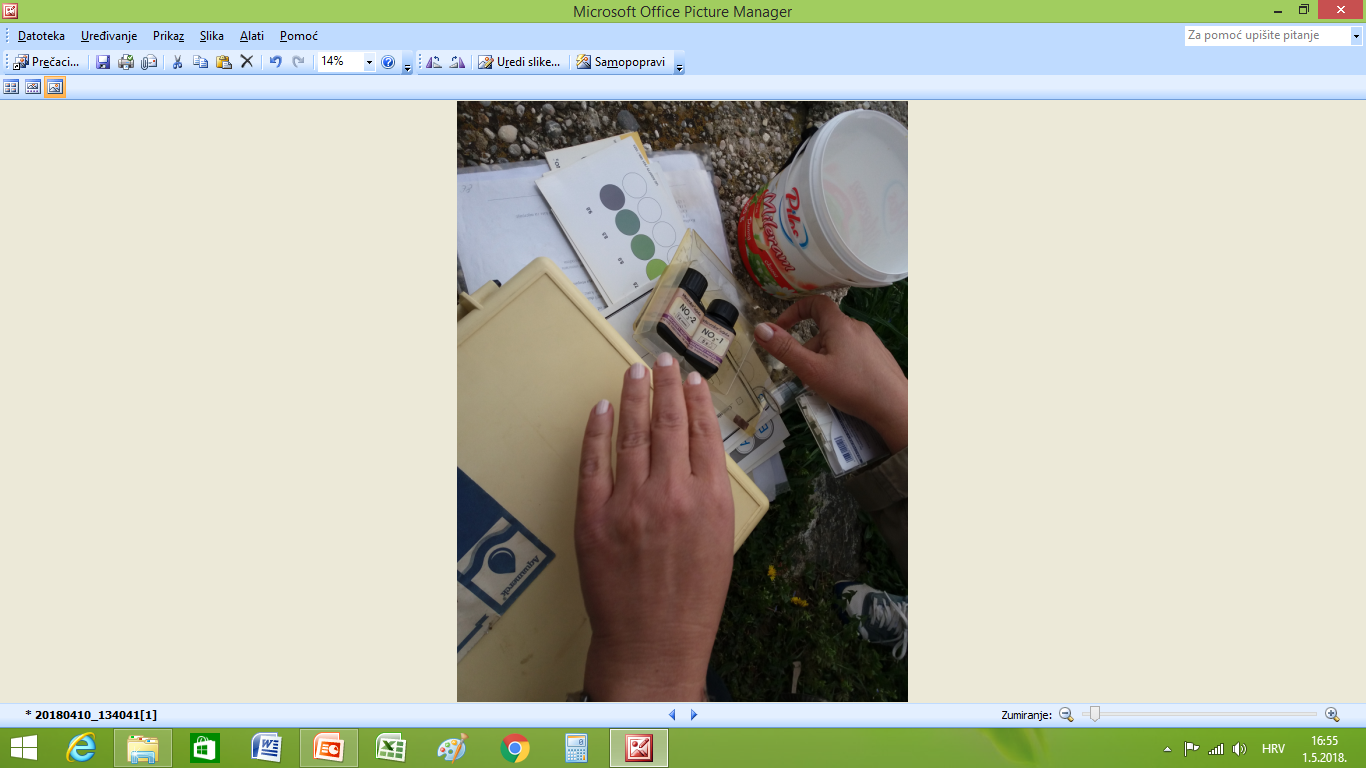 Microsoft Office Picture Manager
Datoteka Uređivanje Prikaz Slika Alati Pomoć
Za pomoć upišite pitanje
Prečaci... 14% Uredi slike... Samopopravi
Pilos
NO -2
NO -1
Aquamerck
* 20180410_134041[1]
Zumiranje:
HRV
16:55
1.5.2018.